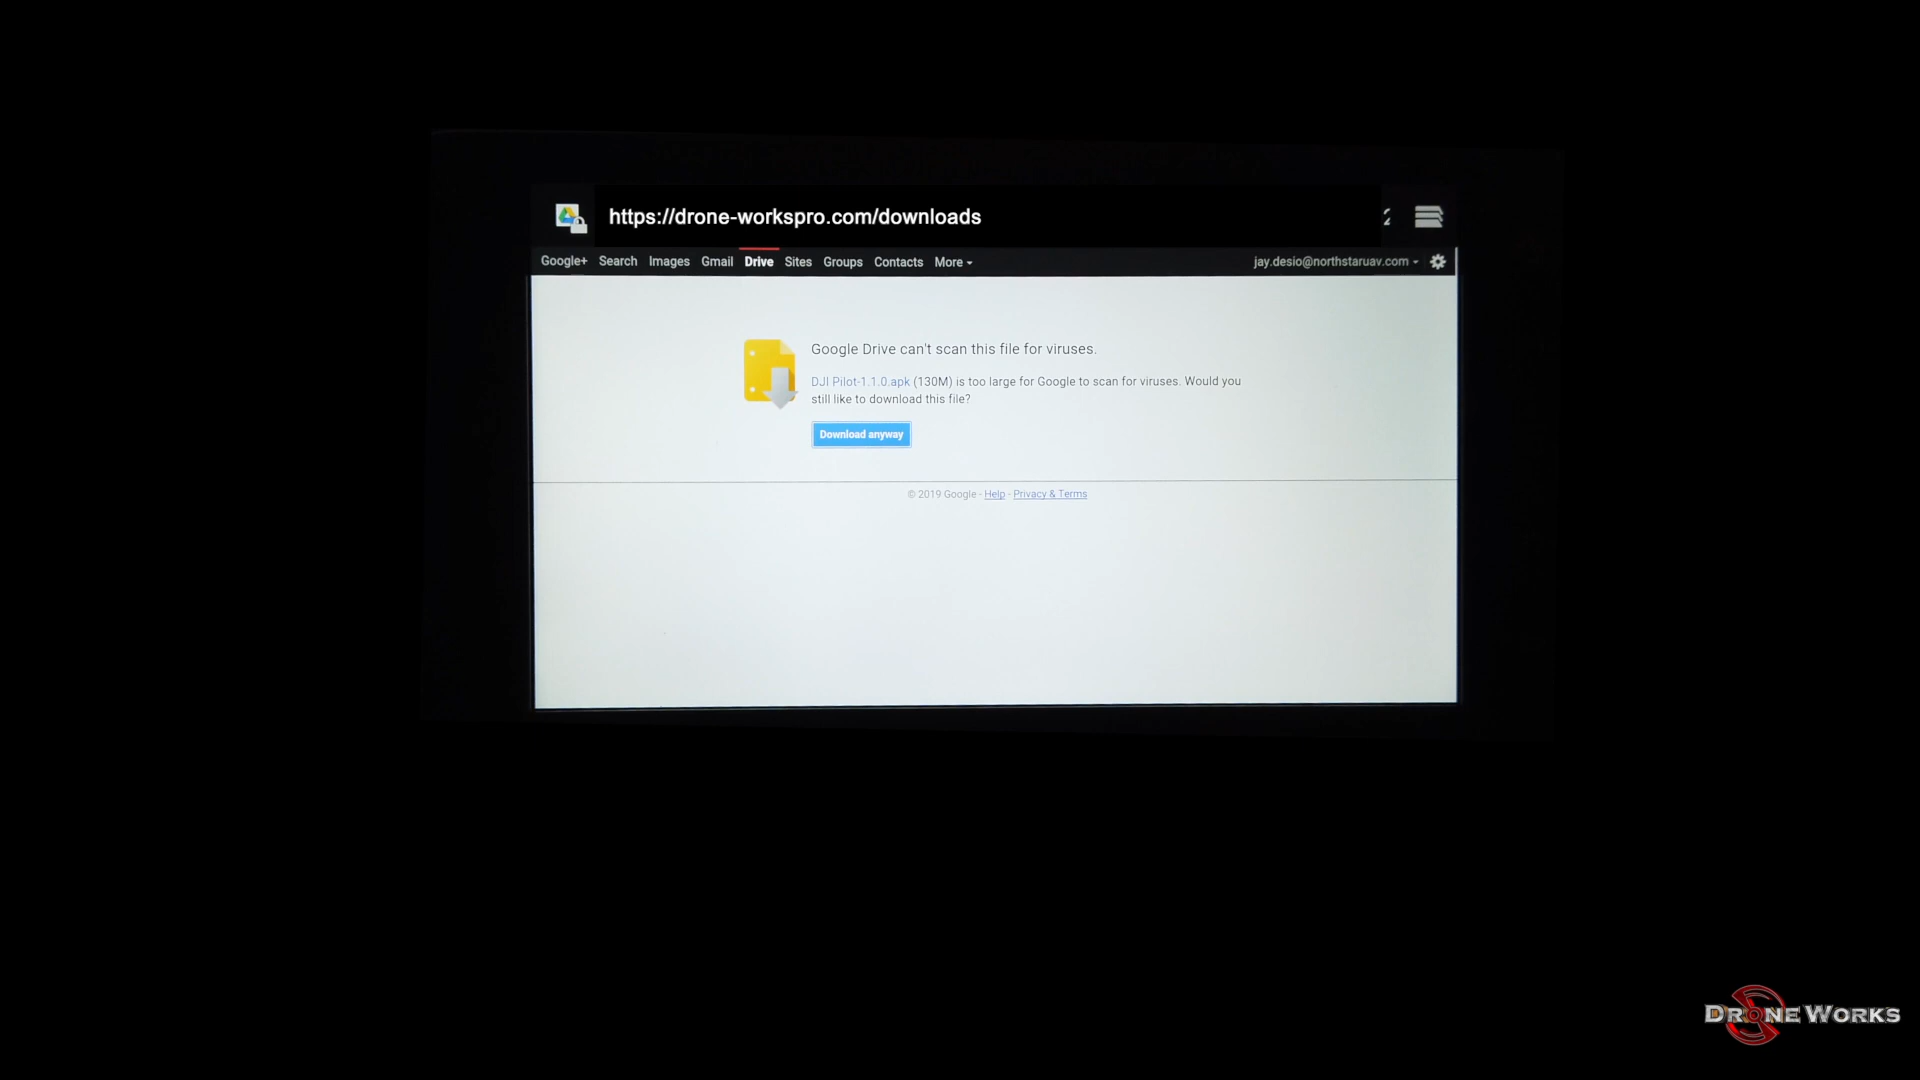 https://drone-workspro.com/downloads
2
Google+ Search Images Gmail Drive Sites Groups Contacts More jay.desio@northstaruav.com
Google Drive can't scan this file for viruses.
DJI Pilot-1.1.0.apk (130M) is too large for Google to scan for viruses. Would you
still like to download this file?
Download anyway
© 2019 Google - Help - Privacy & Terms
DRONE WORKS